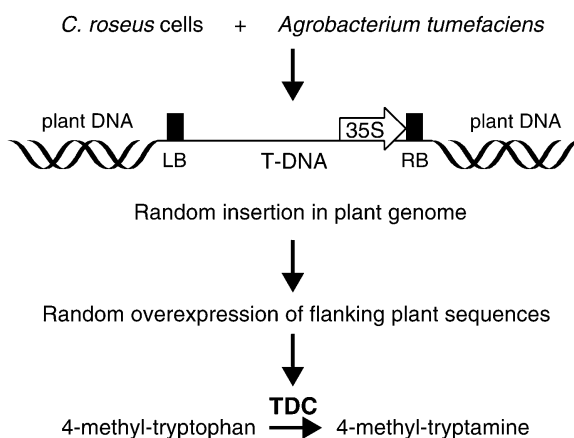 C. roseus cells + Agrobacterium tumefaciens
plant DNA 35S plant DNA
LB T-DNA RB
Random insertion in plant genome
Random overexpression of flanking plant sequences
TDC
4-methyl-tryptophan 4-methyl-tryptamine